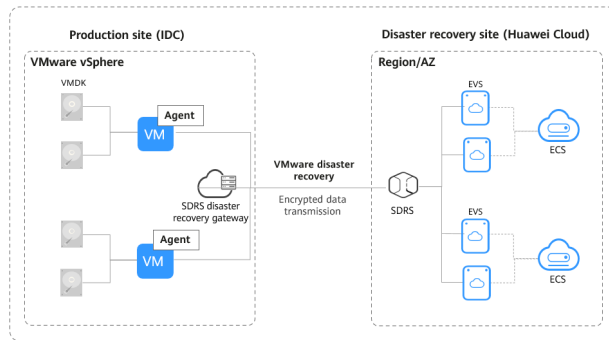 Production site (IDC)
Disaster recovery site (Huawei Cloud)
VMware vSphere
Region/AZ
VMDK
Agent
VM
EVS
ECS
VMware disaster
recovery
Encrypted data
transmission
SDRS disaster
recovery gateway
SDRS
Agent
VM
EVS
ECS